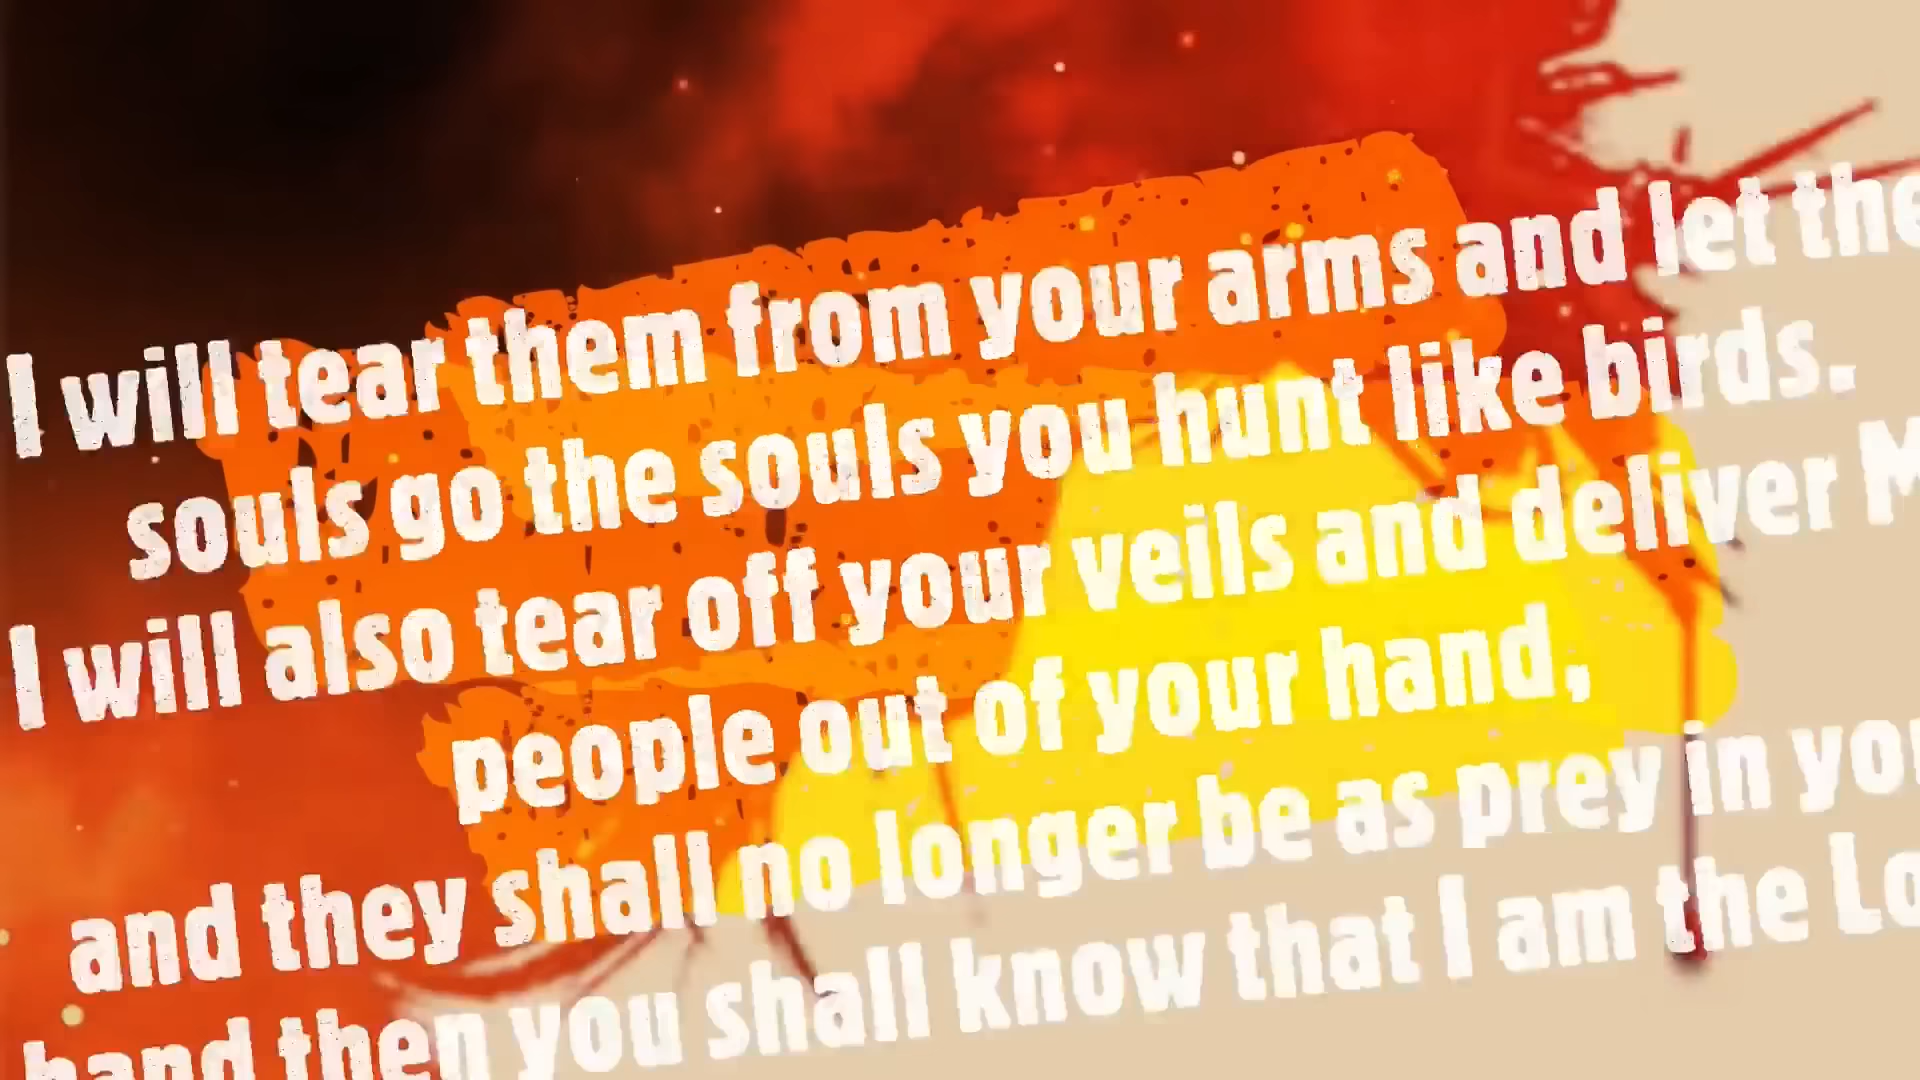 I will tear them from your arms and let the
souls go the souls you hunt like birds.
I will also tear off your veils and deliver M
people out of your hand,
and they shall no longer be as prey in you
hand then you shall know that I am the Lo